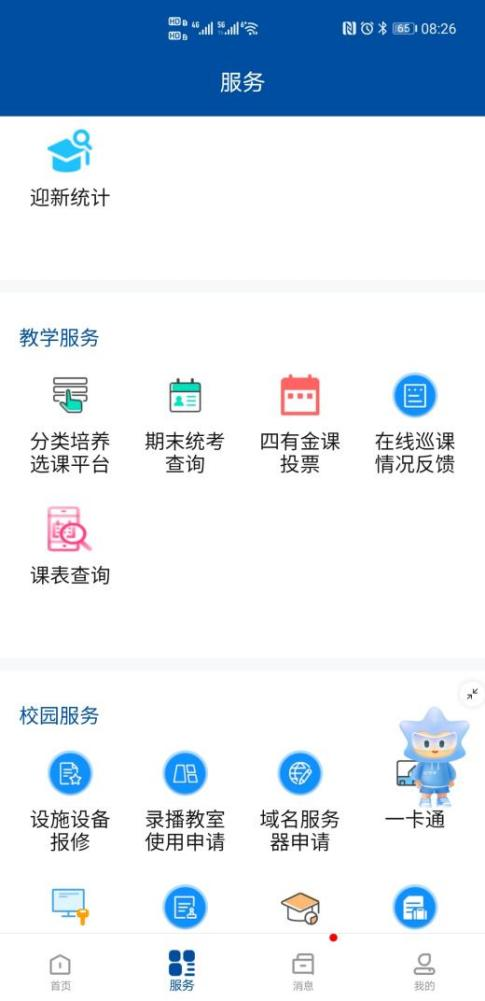 65 08:26
服务
迎新统计
教学服务
分类培养 期末统考 四有金课 在线巡课
选课平台 查询 投票 情况反馈
课表查询
校园服务
设施设备 录播教室 域名服务 一卡通
报修 使用申请 器申请
首页 服务 消息 我的